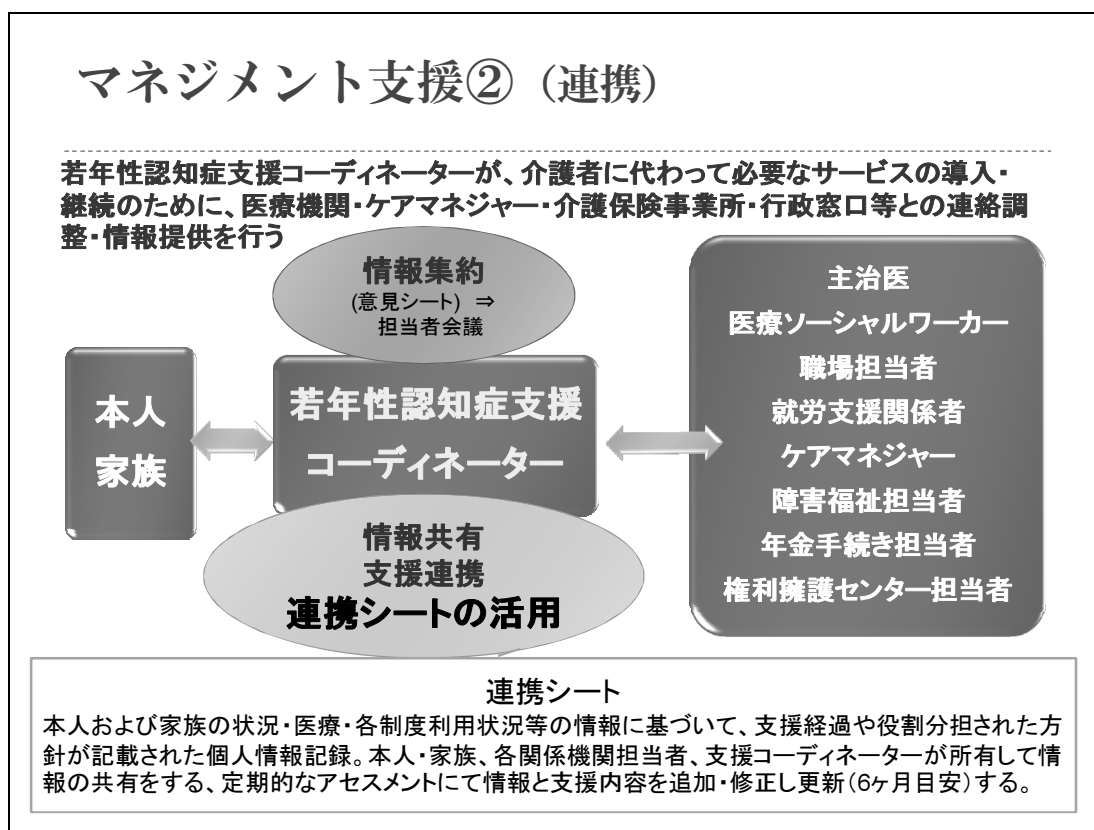 マネジメント支援②（連携）
若年性認知症支援コーディネーターが、介護者に代わって必要なサービスの導入・
継続のために、医療機関・ケアマネジャー・介護保険事業所・行政窓口等との連絡調
整・情報提供を行う
情報集約
(意見シート) ⇒
担当者会議
本人
家族
若年性認知症支援
コーディネーター
情報共有
支援連携
連携シートの活用
主治医
医療ソーシャルワーカー
職場担当者
就労支援関係者
ケアマネジャー
障害福祉担当者
年金手続き担当者
権利擁護センター担当者
連携シート
本人および家族の状況・医療・各制度利用状況等の情報に基づいて、支援経過や役割分担された方
針が記載された個人情報記録。本人・家族、各関係機関担当者、支援コーディネーターが所有して情
報の共有をする、定期的なアセスメントにて情報と支援内容を追加・修正し更新（6ヶ月目安）する。